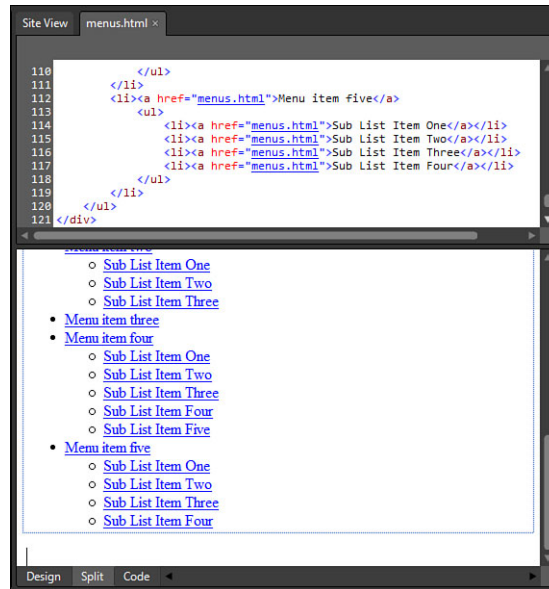 Site View menus.html ×
110 </ul>
111 </li>
112 <li><a href="menus.html">Menu item five</a>
113 <ul>
114 <li><a href="menus.html">Sub List Item One</a></li>
115 <li><a href="menus.html">Sub List Item Two</a></li>
116 <li><a href="menus.html">Sub List Item Three</a></li>
117 <li><a href="menus.html">Sub List Item Four</a></li>
118 </ul>
119 </li>
120 </ul>
121 </div>
Menu item two
Sub List Item One
Sub List Item Two
Sub List Item Three
Menu item three
Menu item four
Sub List Item One
Sub List Item Two
Sub List Item Three
Sub List Item Four
Sub List Item Five
Menu item five
Sub List Item One
Sub List Item Two
Sub List Item Three
Sub List Item Four
Design Split Code